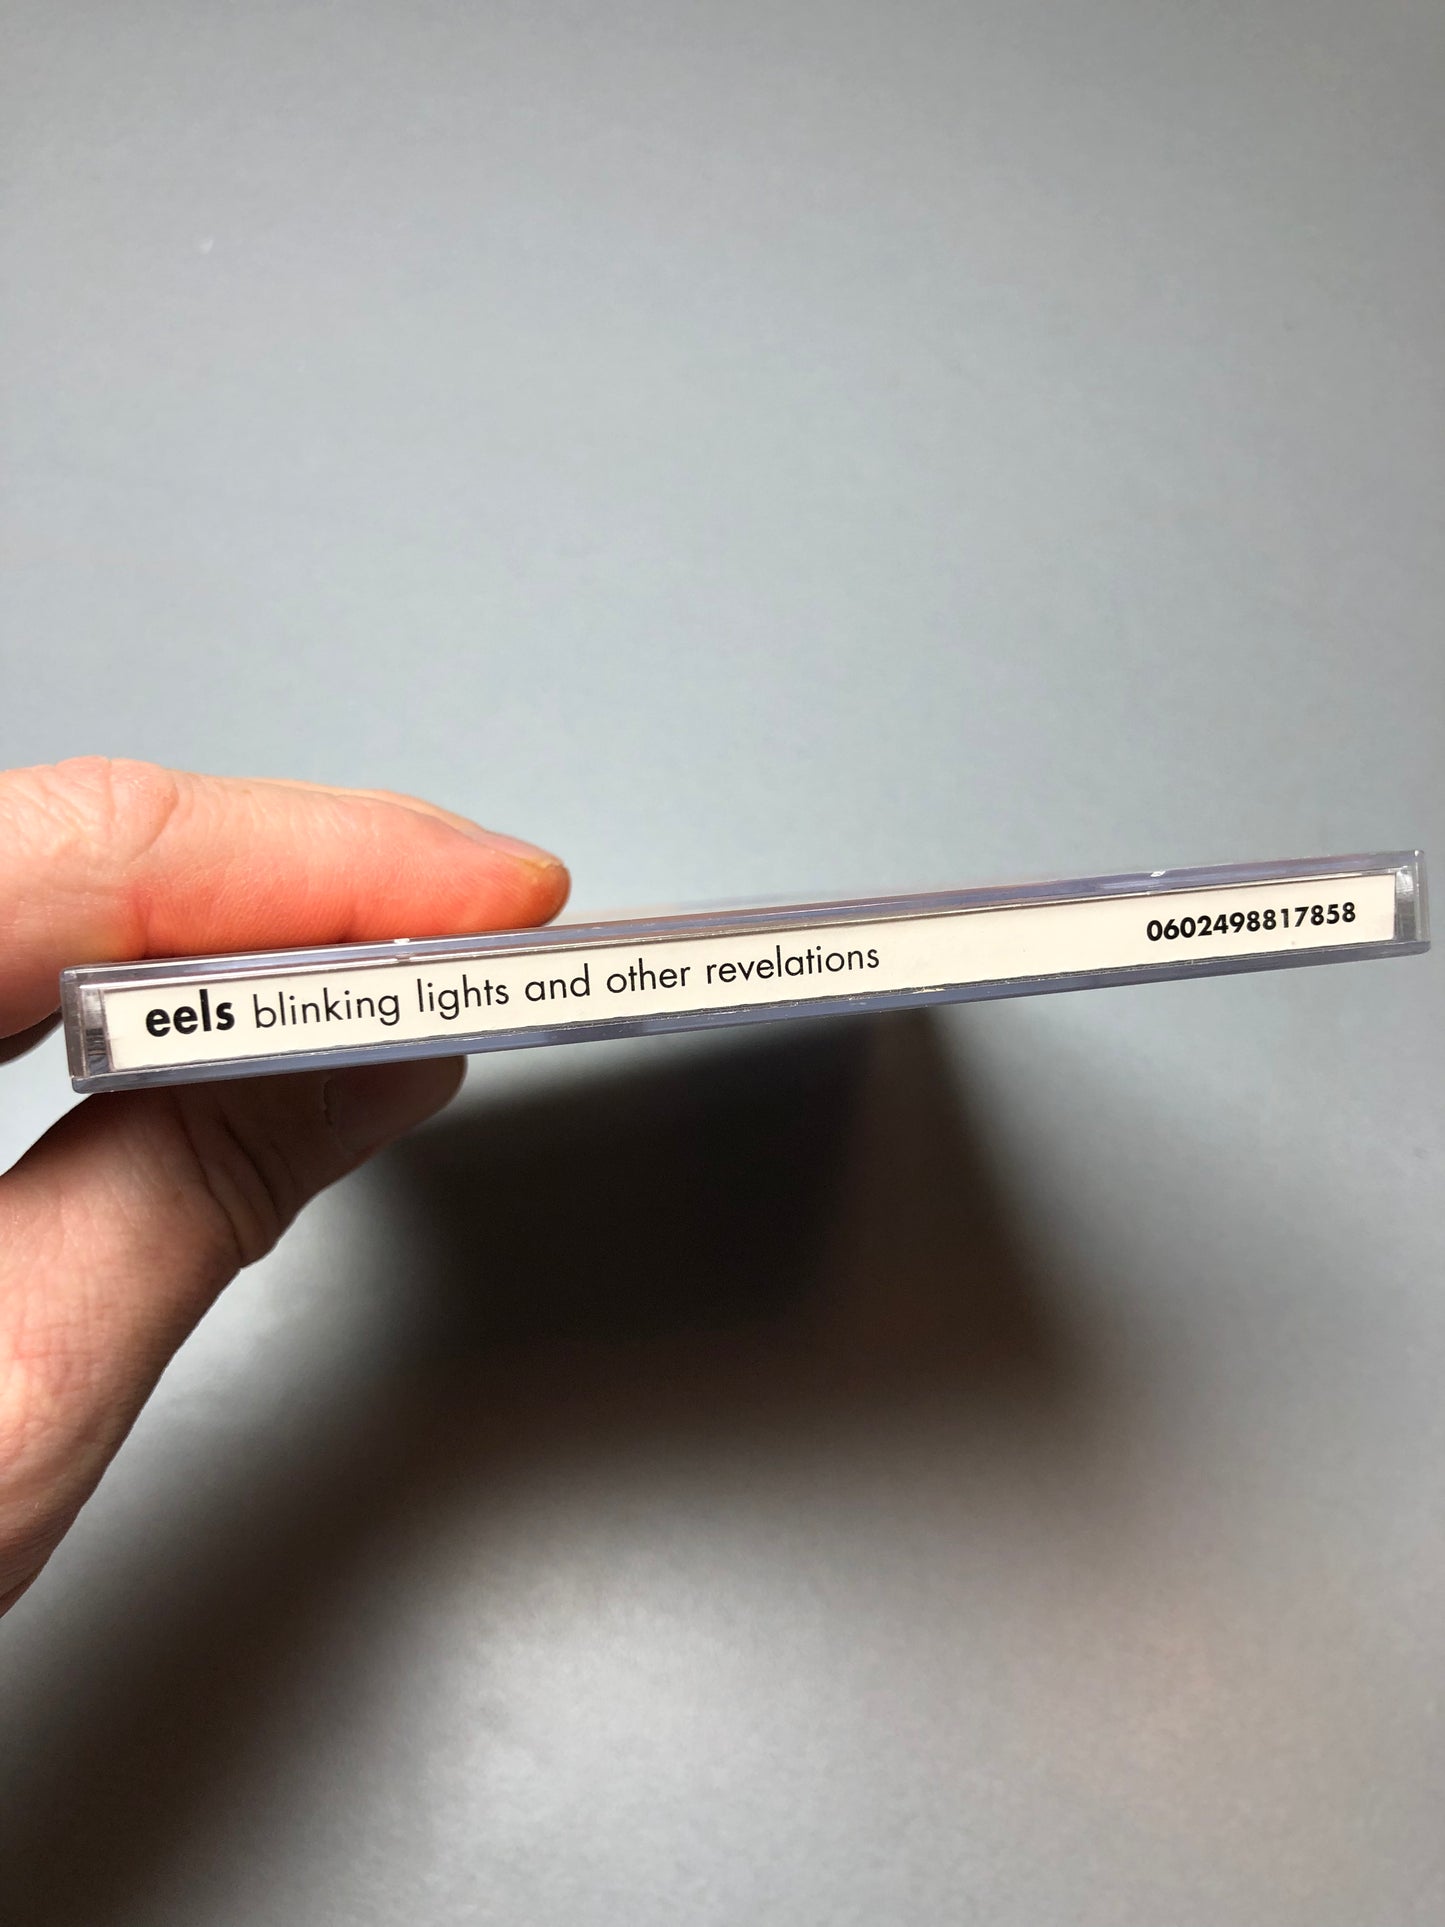 eels blinking lights and other revelations 0602498817858